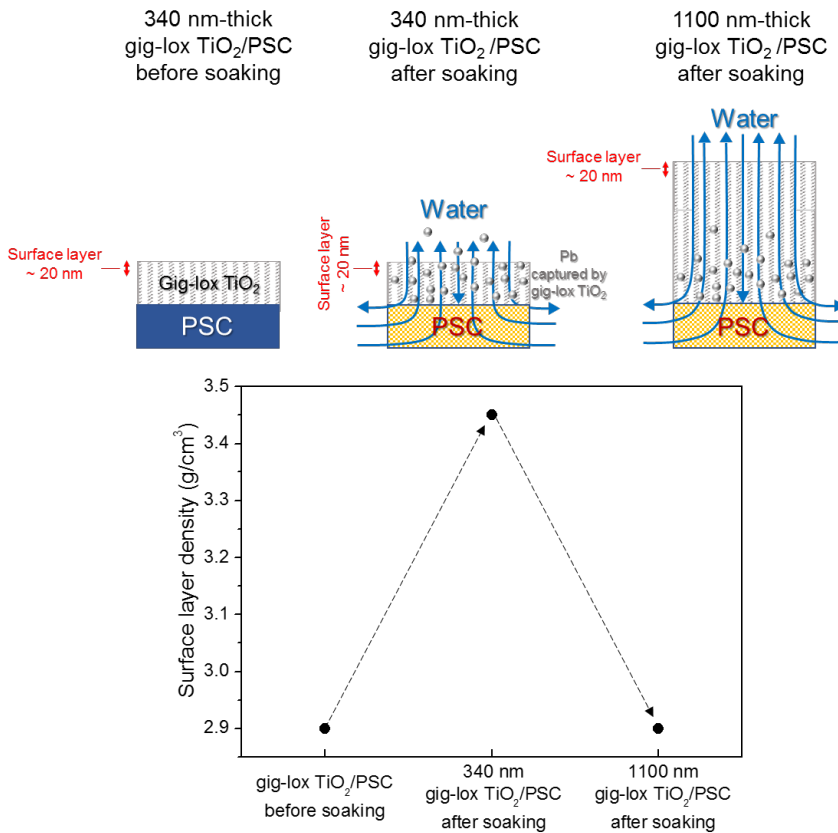 340 nm-thick
gig-lox TiO₂/PSC
before soaking
340 nm-thick
gig-lox TiO₂ /PSC
after soaking
1100 nm-thick
gig-lox TiO₂ /PSC
after soaking
Surface layer
~ 20 nm
Gig-lox TiO₂
PSC
Surface layer
~ 20 nm
Water
Pb
captured by
gig-lox TiO₂
PSC
Surface layer
~ 20 nm
Water
PSC
Surface layer density (g/cm³)
3.5
3.4
3.3
3.2
3.1
3.0
2.9
gig-lox TiO₂/PSC
before soaking
340 nm
gig-lox TiO₂/PSC
after soaking
1100 nm
gig-lox TiO₂/PSC
after soaking